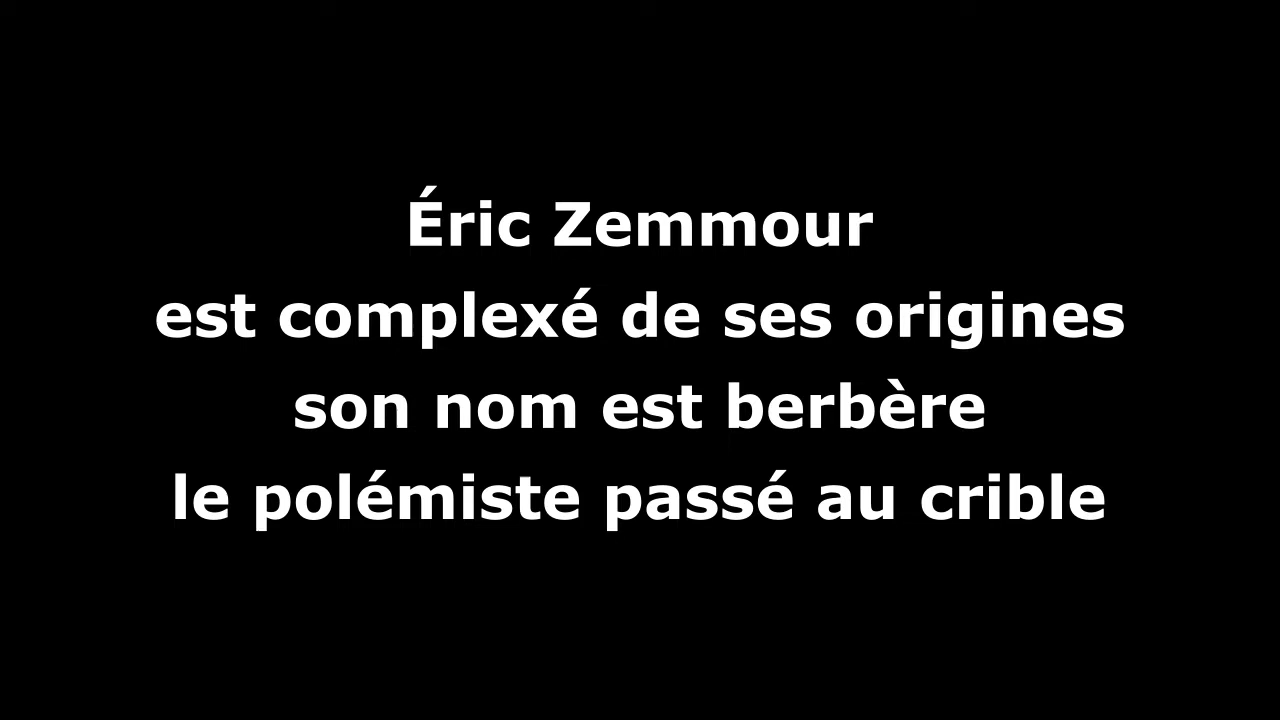 Éric Zemmour
est complexé de ses origines
son nom est berbère
le polémiste passé au crible